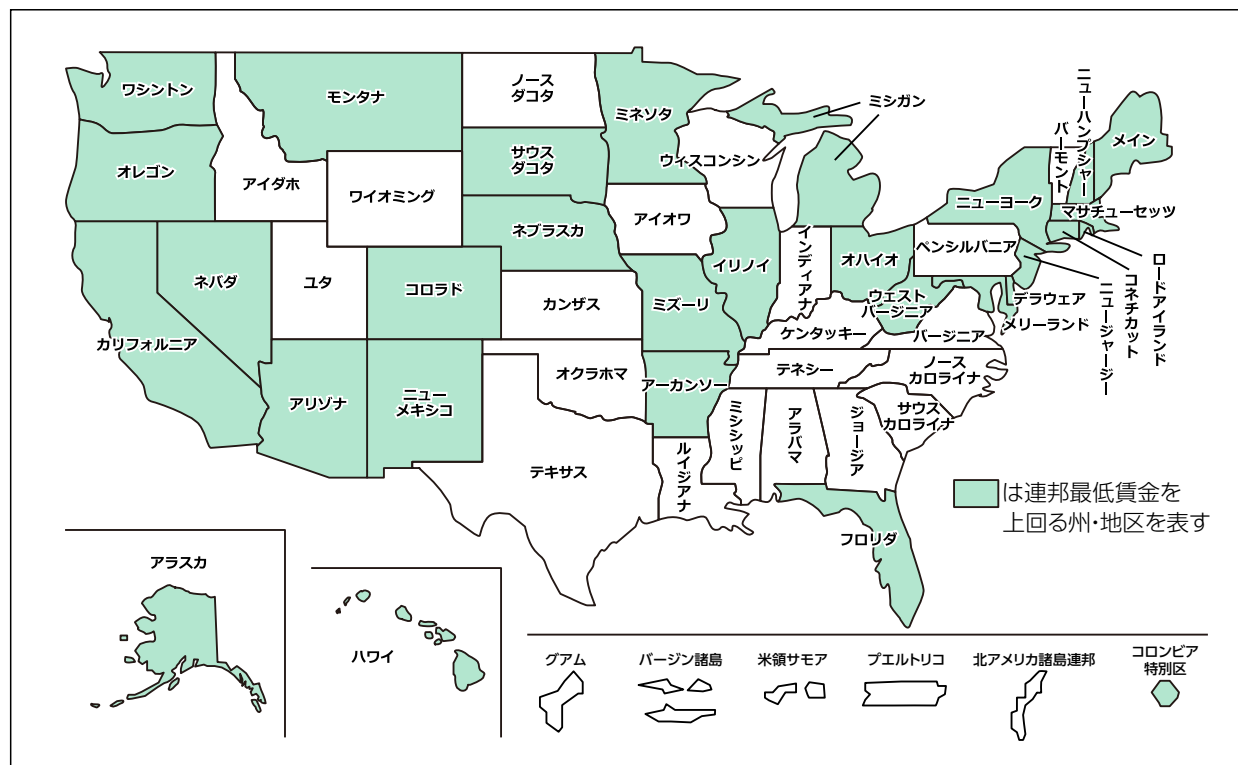 ワシントン
モンタナ
ノース
ダコタ
ミネソタ
ミシガン
ニューハンプシャー
バーモント
メイン
オレゴン
アイダホ
ワイオミング
サウス
ダコタ
ウィスコンシン
ニューヨーク
マサチューセッツ
ネバダ
ユタ
コロラド
ネブラスカ
アイオワ
イリノイ
インディアナ
オハイオ
ペンシルバニア
ロードアイランド
コネチカット
ニュージャージー
デラウェア
メリーランド
カリフォルニア
カンザス
ミズーリ
ウェスト
バージニア
ケンタッキー
バージニア
アリゾナ
ニュー
メキシコ
オクラホマ
アーカンソー
テネシー
ノース
カロライナ
サウス
カロライナ
テキサス
ルイジアナ
ミシシッピ
アラバマ
ジョージア
フロリダ
は連邦最低賃金を
上回る州・地区を表す
アラスカ
ハワイ
グアム
バージン諸島
米領サモア
プエルトリコ
北アメリカ諸島連邦
コロンビア
特別区